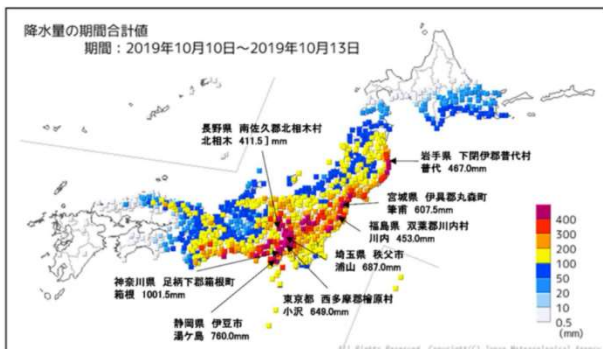 降水量の期間合計値
期間：2019年10月10日～2019年10月13日
長野県 南佐久郡北相木村
北相木 411.5］mm
岩手県 下閉伊郡普代村
普代 467.0mm
宮城県 伊具郡丸森町
筆甫 607.5mm
福島県 双葉郡川内村
川内 453.0mm
埼玉県 秩父市
浦山 687.0mm
神奈川県 足柄下郡箱根町
箱根 1001.5mm
東京都 西多摩郡檜原村
小沢 649.0mm
静岡県 伊豆市
湯ケ島 760.0mm
400
300
200
100
50
20
10
0.5
(mm)
All Rights Reserved. Copyright(C) Japan Meteorological Agency